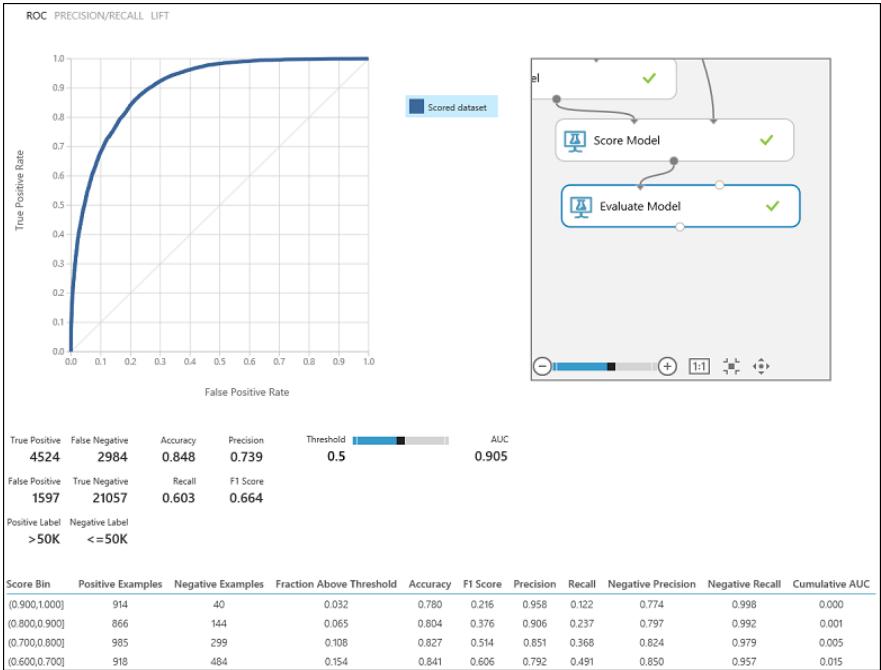 ROC PRECISION/RECALL LIFT
1.0
0.9
0.8
0.7
0.6
0.5
0.4
0.3
0.2
0.1
0.0
True Positive Rate
0.0 0.1 0.2 0.3 0.4 0.5 0.6 0.7 0.8 0.9 1.0
False Positive Rate
Scored dataset
el
Score Model
Evaluate Model
1:1
True Positive False Negative Accuracy Precision Threshold AUC
4524 2984 0.848 0.739 0.5 0.905
False Positive True Negative Recall F1 Score
1597 21057 0.603 0.664
Positive Label Negative Label
>50K <=50K
Score Bin Positive Examples Negative Examples Fraction Above Threshold Accuracy F1 Score Precision Recall Negative Precision Negative Recall Cumulative AUC
(0.900,1.000] 914 40 0.032 0.780 0.216 0.958 0.122 0.774 0.998 0.000
(0.800,0.900] 866 144 0.065 0.804 0.376 0.906 0.237 0.797 0.992 0.001
(0.700,0.800] 985 299 0.108 0.827 0.514 0.851 0.368 0.824 0.979 0.005
(0.600,0.700] 918 484 0.154 0.841 0.606 0.792 0.491 0.850 0.957 0.015